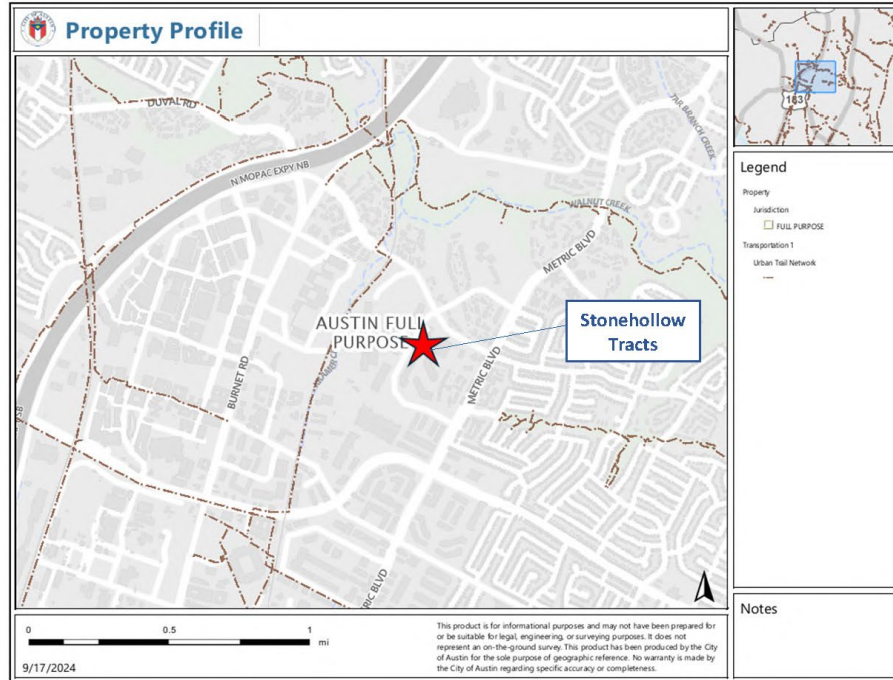 Property Profile
DUVAL RD
N MOPAC EXPY NB
TAR BRANCH CREEK
WALNUT CREEK
METRIC BLVD
AUSTIN FULL
PURPOSE
Stonehollow
Tracts
BURNET RD
METRIC BLVD
SB
RIC BLVD
183
Legend
Property
Jurisdiction
FULL PURPOSE
Transportation 1
Urban Trail Network
Notes
0 0.5 1
mi
9/17/2024
This product is for informational purposes and may not have been prepared for
or be suitable for legal, engineering, or surveying purposes. It does not
represent an on-the-ground survey. This product has been produced by the City
of Austin for the sole purpose of geographic reference. No warranty is made by
the City of Austin regarding specific accuracy or completeness.